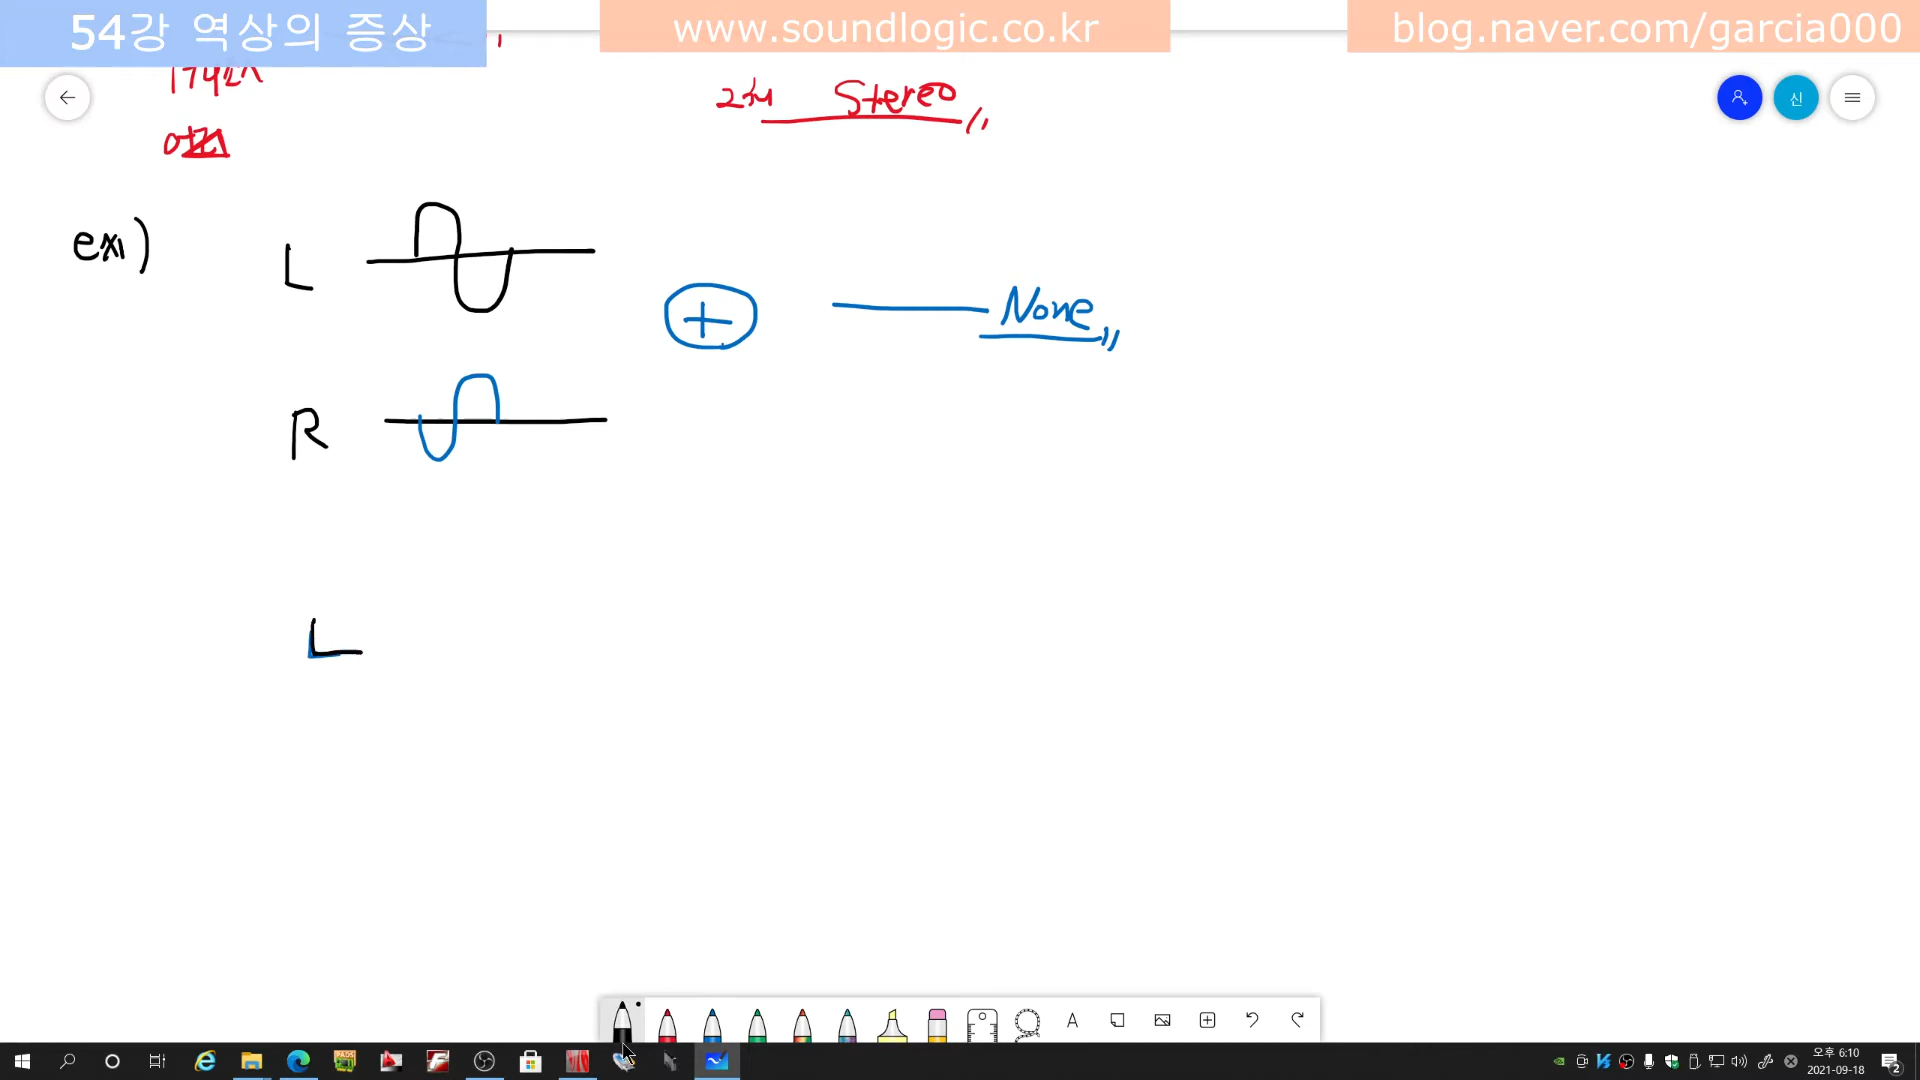 54강 역상의 증상
www.soundlogic.co.kr
blog.naver.com/garcia000
신
Stereo
ex)
L
+
None
R
L
A
오후 6:10
2021-09-18
2